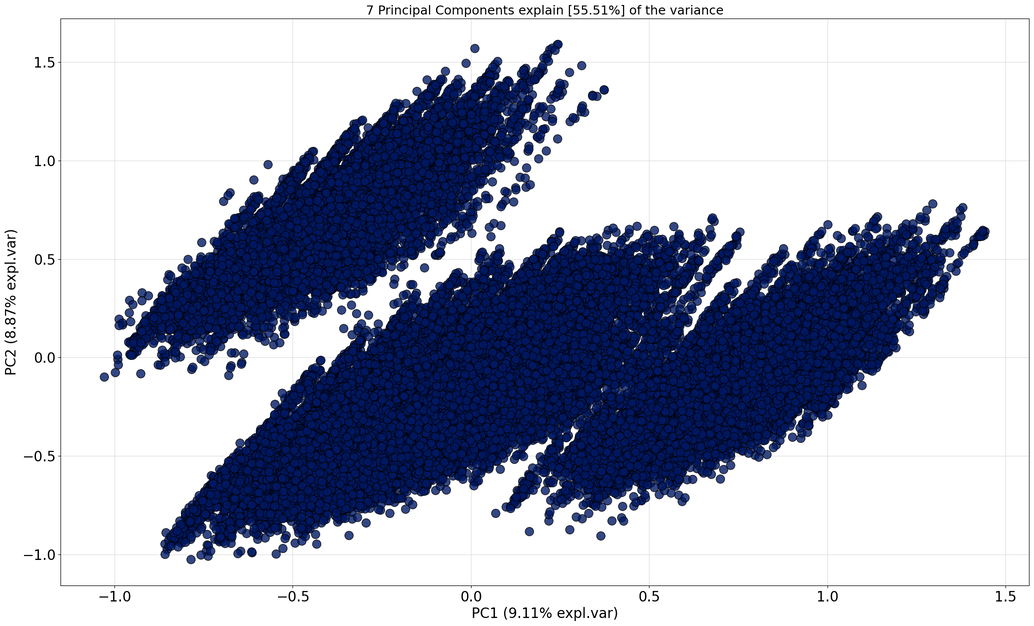 7 Principal Components explain [55.51%] of the variance
PC2 (8.87% expl.var)
1.5
1.0
0.5
0.0
−0.5
−1.0
−1.0 −0.5 0.0 0.5 1.0 1.5
PC1 (9.11% expl.var)